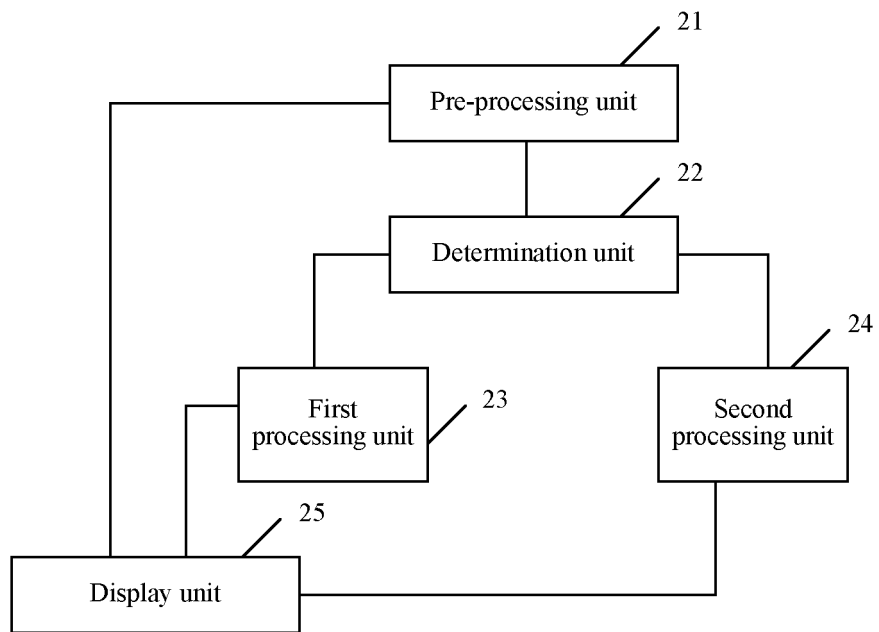 21
Pre-processing unit
22
Determination unit
24
First
processing unit
23
Second
processing unit
25
Display unit